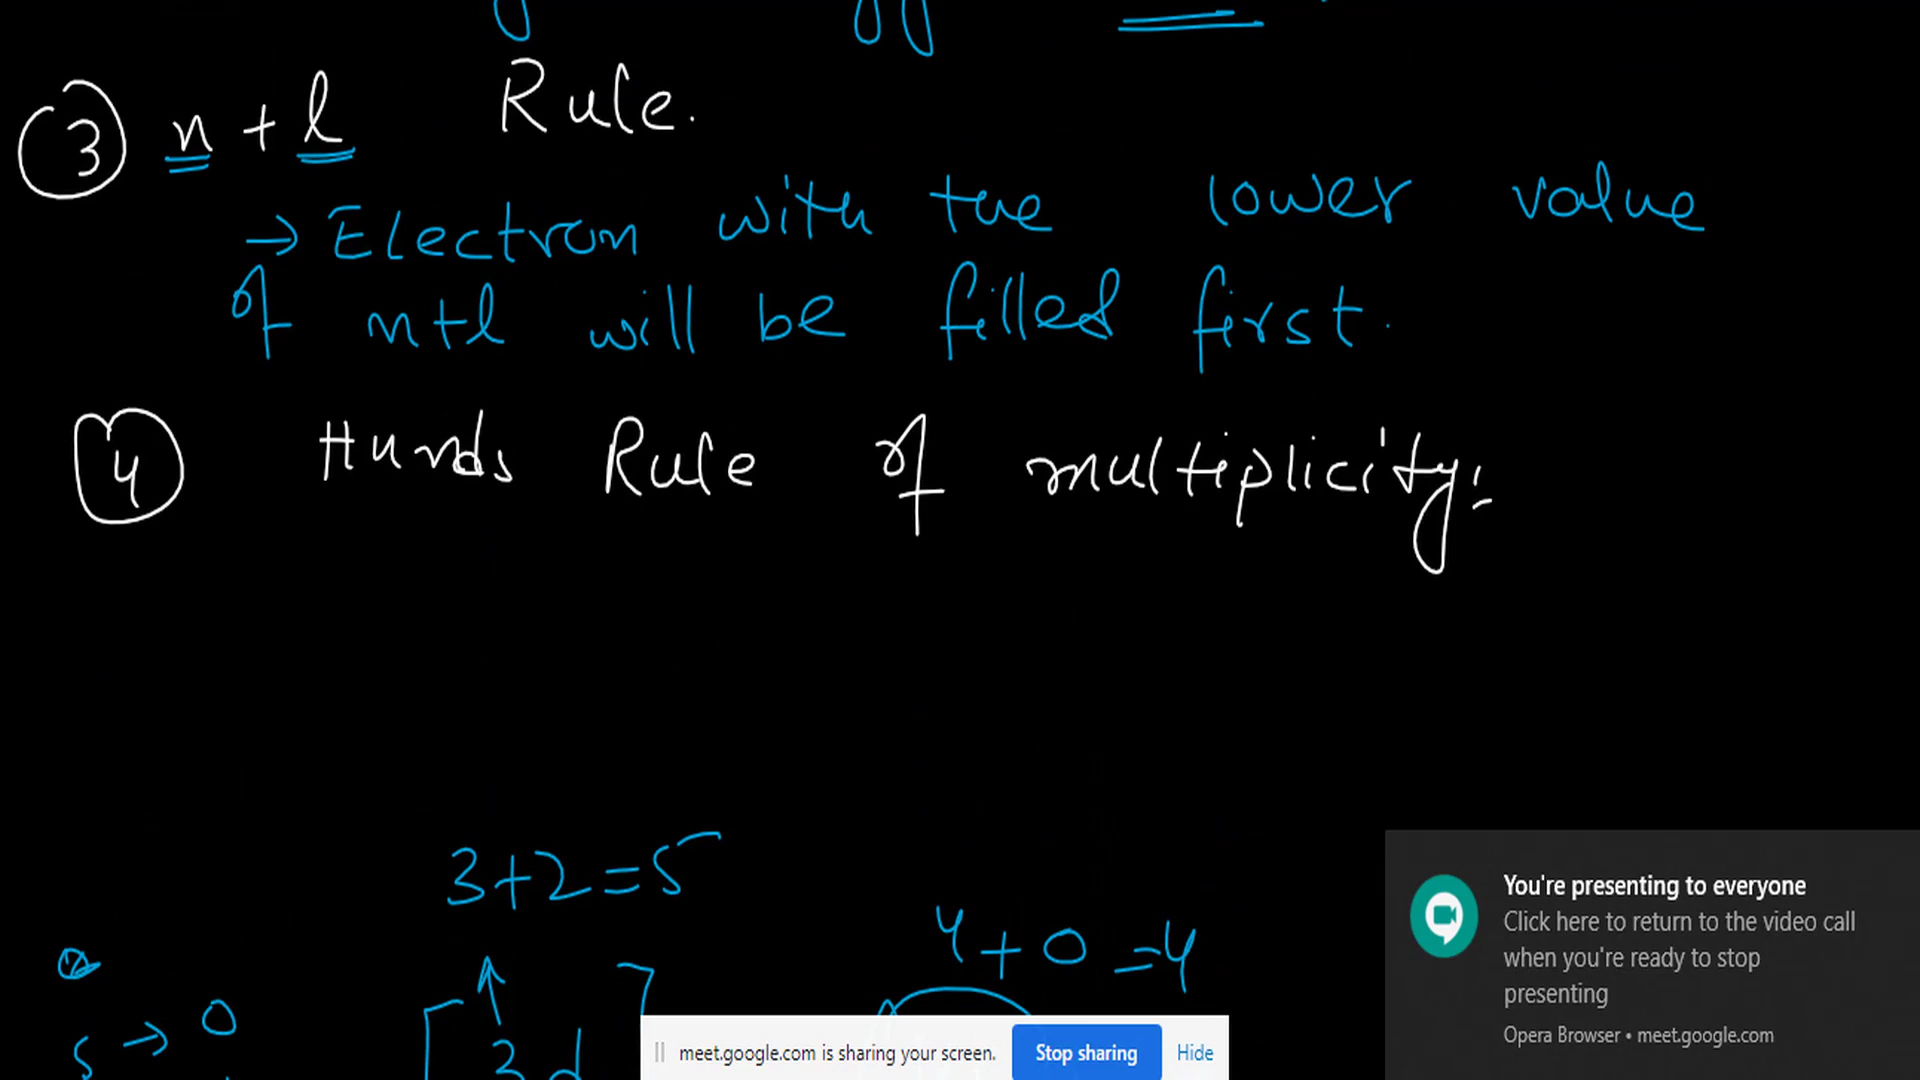 3 n + l Rule.
→ Electron with the lower value
of n+l will be filled first.
4 Hunds Rule of multiplicity:
3+2=5
4+0=4
s → 0
3d
You're presenting to everyone
Click here to return to the video call
when you're ready to stop
presenting
Opera Browser • meet.google.com
meet.google.com is sharing your screen.
Stop sharing
Hide